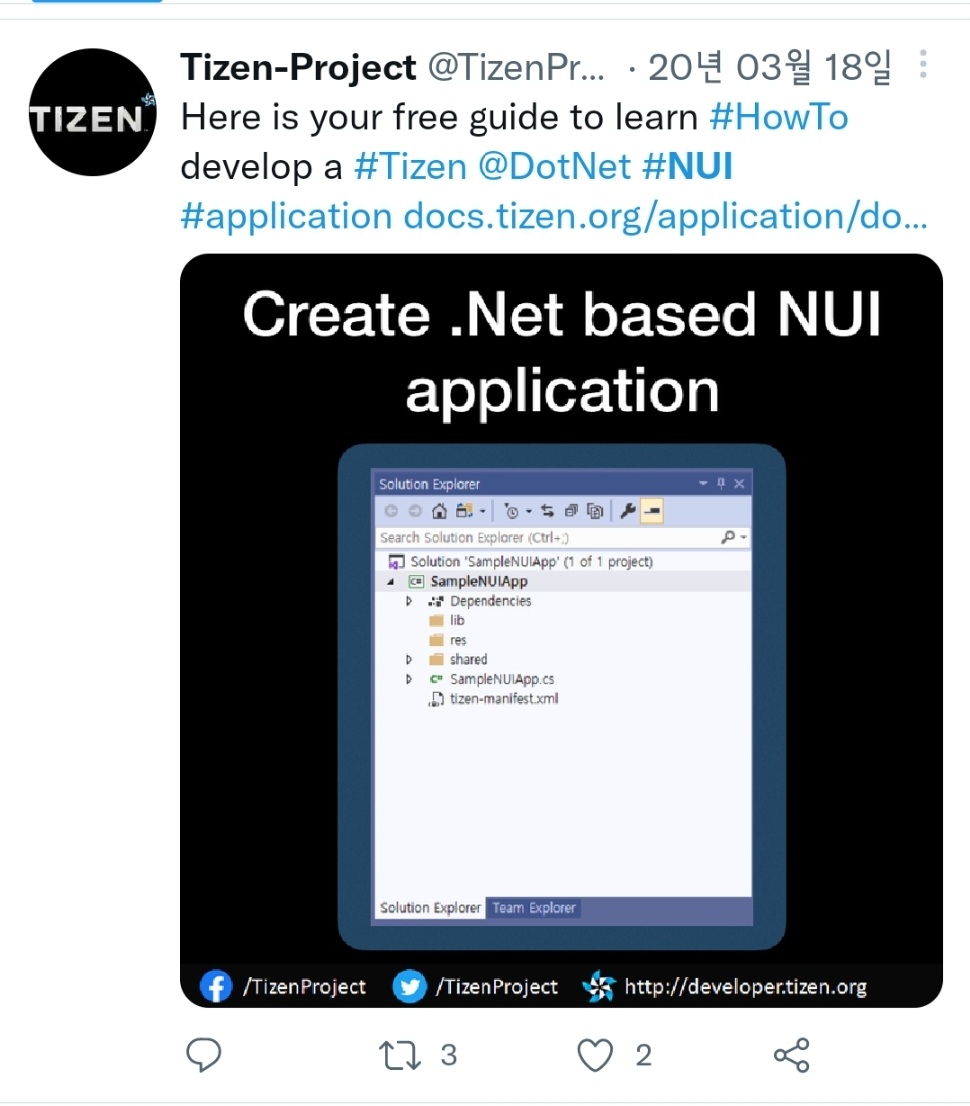 TIZEN
Tizen-Project @TizenPr... · 20년 03월 18일
Here is your free guide to learn #HowTo
develop a #Tizen @DotNet #NUI
#application docs.tizen.org/application/do...
Create .Net based NUI
application
Solution Explorer
Search Solution Explorer (Ctrl+;)
Solution 'SampleNUIApp' (1 of 1 project)
C# SampleNUIApp
Dependencies
lib
res
shared
C# SampleNUIApp.cs
tizen-manifest.xml
Solution Explorer Team Explorer
/TizenProject /TizenProject http://developer.tizen.org
3 2